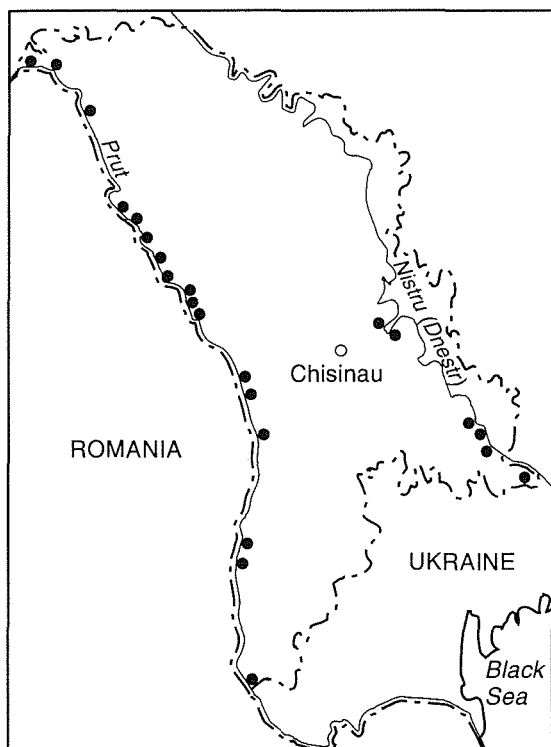 Prut
Nistru (Dnestr)
Chisinau
ROMANIA
UKRAINE
Black
Sea